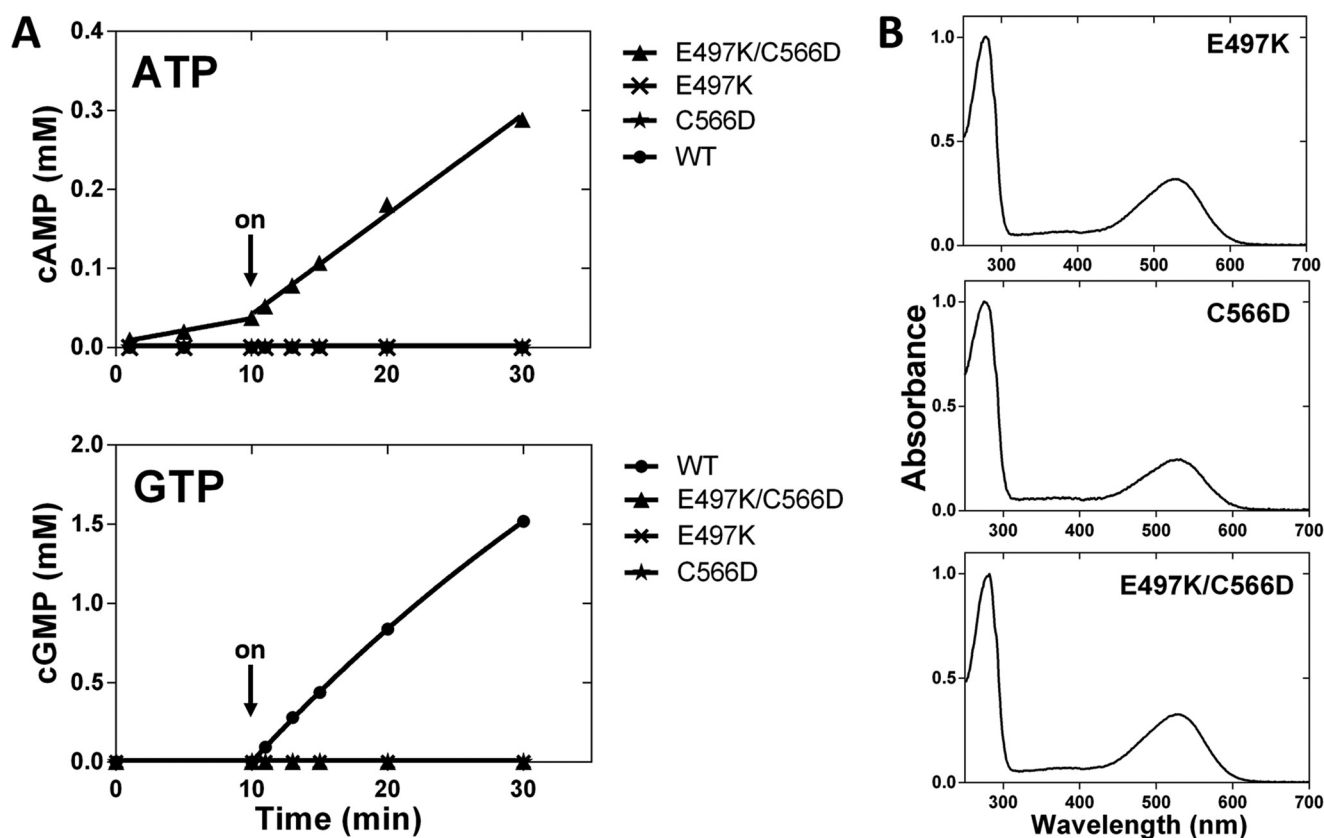 A
ATP
cAMP (mM)
0.4
0.3
0.2
0.1
0.0
on
0
10
20
30
E497K/C566D
E497K
C566D
WT
GTP
cGMP (mM)
2.0
1.5
1.0
0.5
0.0
on
0
10
20
30
Time (min)
WT
E497K/C566D
E497K
C566D
B
Absorbance
E497K
1.0
0.5
0.0
300
400
500
600
700
C566D
1.0
0.5
0.0
300
400
500
600
700
E497K/C566D
1.0
0.5
0.0
300
400
500
600
700
Wavelength (nm)